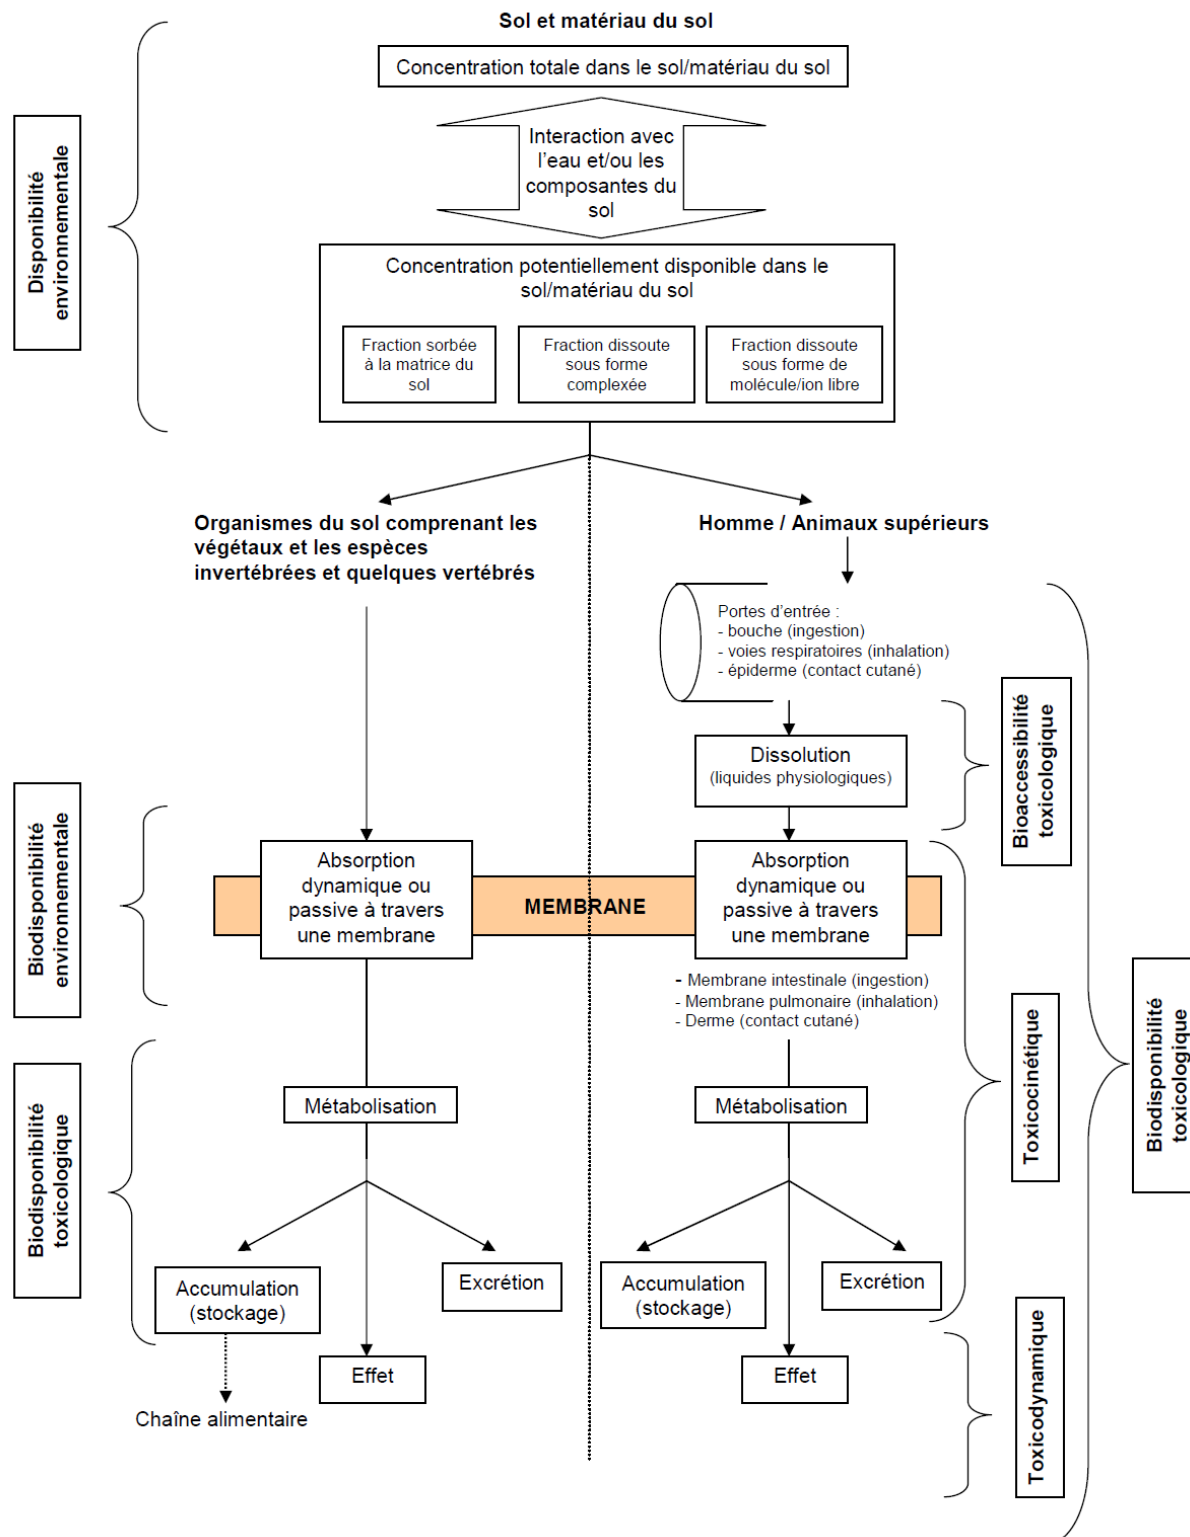 Sol et matériau du sol
Concentration totale dans le sol/matériau du sol
Disponibilité
environnementale
Interaction avec
l'eau et/ou les
composantes du
sol
Concentration potentiellement disponible dans le
sol/matériau du sol
Fraction sorbée
à la matrice du
sol
Fraction dissoute
sous forme
complexée
Fraction dissoute
sous forme de
molécule/ion libre
Organismes du sol comprenant les
végétaux et les espèces
invertébrées et quelques vertébrés
Homme / Animaux supérieurs
Portes d'entrée :
- bouche (ingestion)
- voies respiratoires (inhalation)
- épiderme (contact cutané)
Dissolution
(liquides physiologiques)
Bioaccessibilité
toxicologique
Biodisponibilité
environnementale
Absorption
dynamique ou
passive à travers
une membrane
MEMBRANE
Absorption
dynamique ou
passive à travers
une membrane
- Membrane intestinale (ingestion)
- Membrane pulmonaire (inhalation)
- Derme (contact cutané)
Biodisponibilité
toxicologique
Métabolisation
Métabolisation
Toxicocinétique
Biodisponibilité
toxicologique
Accumulation
(stockage)
Excrétion
Effet
Chaîne alimentaire
Accumulation
(stockage)
Excrétion
Effet
Toxicodynamique